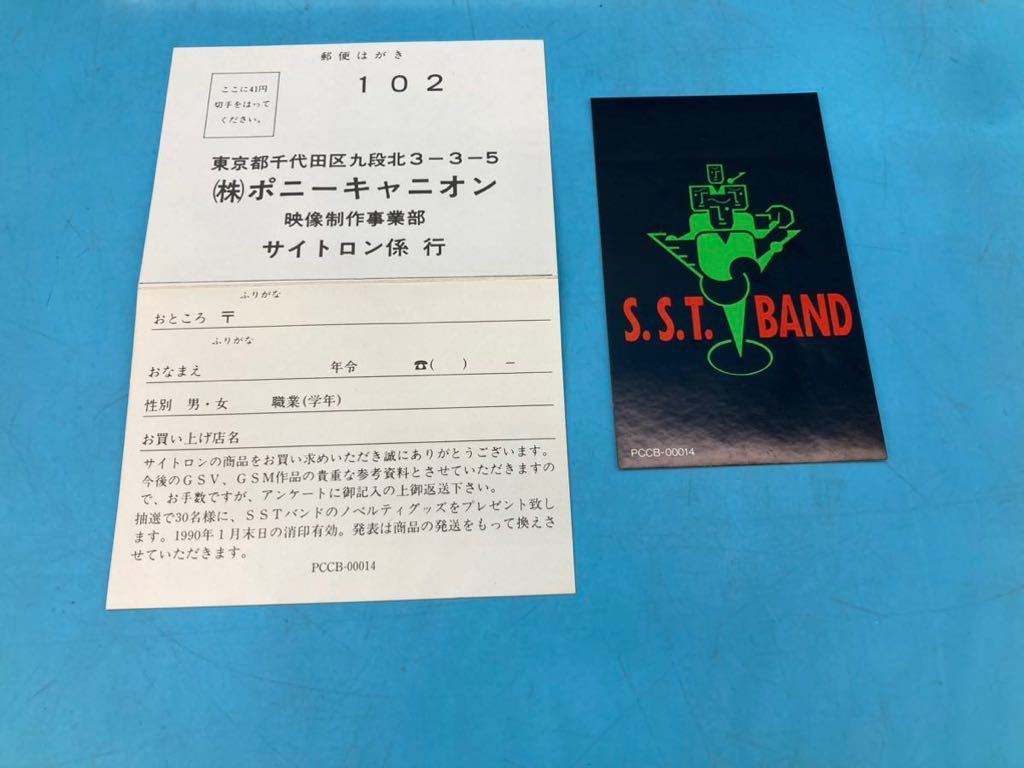 郵便はがき
102
ここに41円
切手をはって
ください。
東京都千代田区九段北3-3-5
㈱ポニーキャニオン
映像制作事業部
サイトロン係 行
ふりがな
おところ 〒
ふりがな
おなまえ 年令 ☎( ) −
性別 男・女 職業(学年)
お買い上げ店名
サイトロンの商品をお買い求めいただき誠にありがとうございます。
今後のGSV、GSM作品の貴重な参考資料とさせていただきますの
で、お手数ですが、アンケートに御記入の上御返送下さい。
抽選で30名様に、SSTバンドのノベルティグッズをプレゼント致し
ます。1990年1月末日の消印有効。発表は商品の発送をもって換えさ
せていただきます。
PCCB-00014
S.S.T. BAND
PCCB-00014